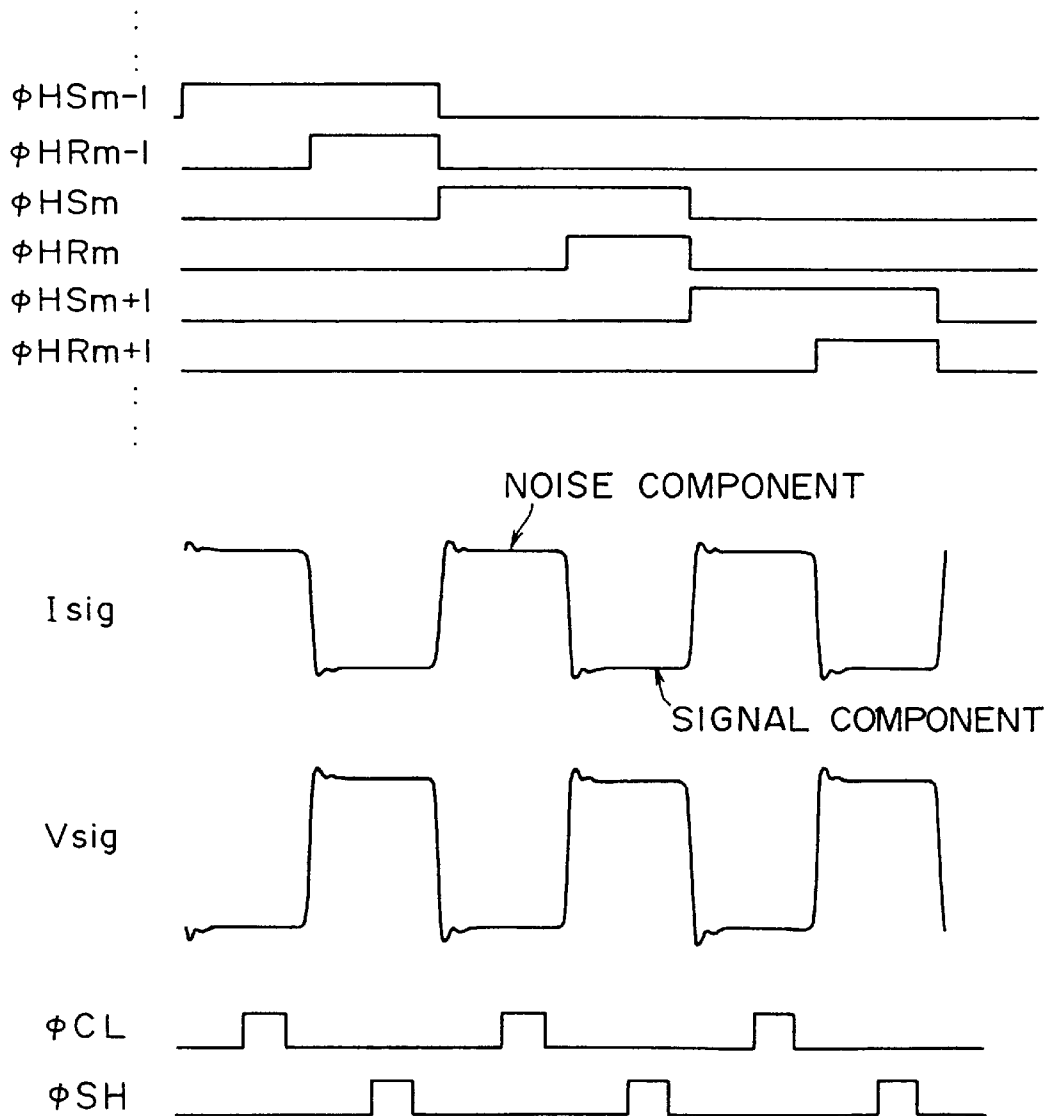 φHSm-1
φHRm-1
φHSm
φHRm
φHSm+1
φHRm+1
NOISE COMPONENT
Isig
SIGNAL COMPONENT
Vsig
φCL
φSH